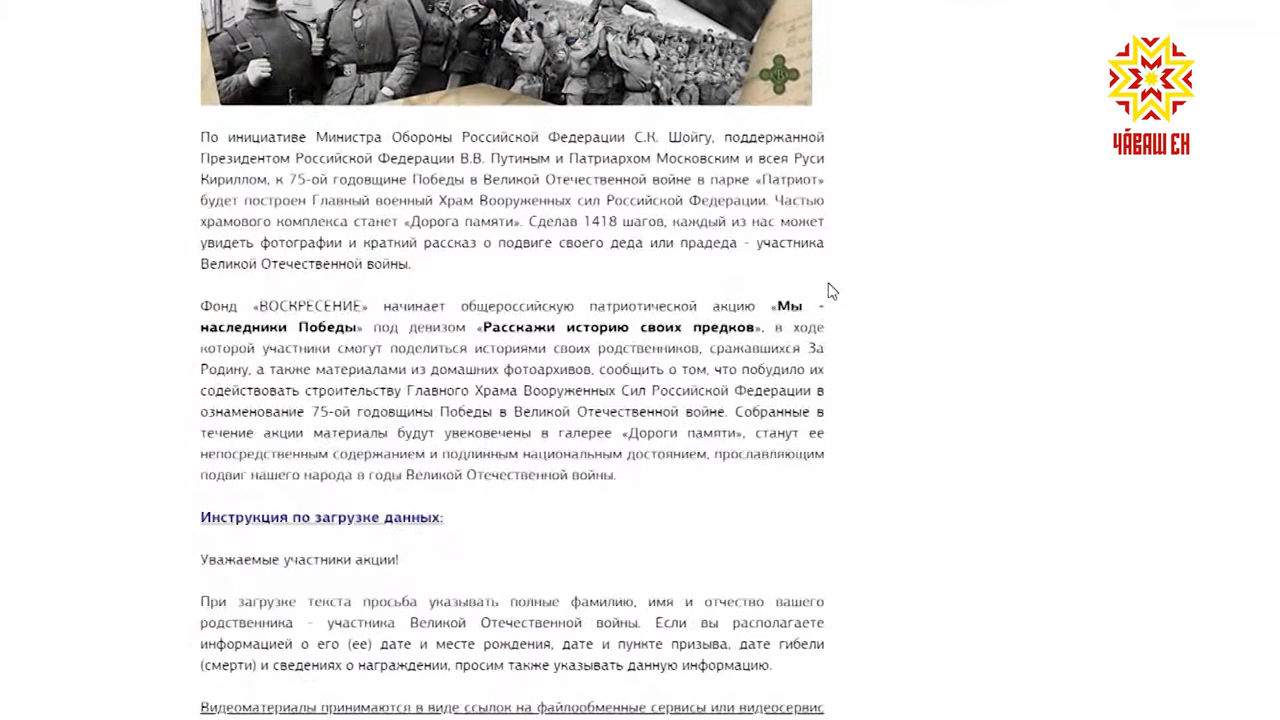 ЧӐВАШ ЕН
По инициативе Министра Обороны Российской Федерации С.К. Шойгу, поддержанной
Президентом Российской Федерации В.В. Путиным и Патриархом Московским и всея Руси
Кириллом, к 75-ой годовщине Победы в Великой Отечественной войне в парке «Патриот»
будет построен Главный военный Храм Вооруженных сил Российской Федерации. Частью
храмового комплекса станет «Дорога памяти». Сделав 1418 шагов, каждый из нас может
увидеть фотографии и краткий рассказ о подвиге своего деда или прадеда - участника
Великой Отечественной войны.
Фонд «ВОСКРЕСЕНИЕ» начинает общероссийскую патриотической акцию «Мы -
наследники Победы» под девизом «Расскажи историю своих предков», в ходе
которой участники смогут поделиться историями своих родственников, сражавшихся За
Родину, а также материалами из домашних фотоархивов, сообщить о том, что побудило их
содействовать строительству Главного Храма Вооруженных Сил Российской Федерации в
ознаменование 75-ой годовщины Победы в Великой Отечественной войне. Собранные в
течение акции материалы будут увековечены в галерее «Дороги памяти», станут ее
непосредственным содержанием и подлинным национальным достоянием, прославляющим
подвиг нашего народа в годы Великой Отечественной войны.
Инструкция по загрузке данных:
Уважаемые участники акции!
При загрузке текста просьба указывать полные фамилию, имя и отчество вашего
родственника - участника Великой Отечественной войны. Если вы располагаете
информацией о его (ее) дате и месте рождения, дате и пункте призыва, дате гибели
(смерти) и сведениях о награждении, просим также указывать данную информацию.
Видеоматериалы принимаются в виде ссылок на файлообменные сервисы или видеосервис